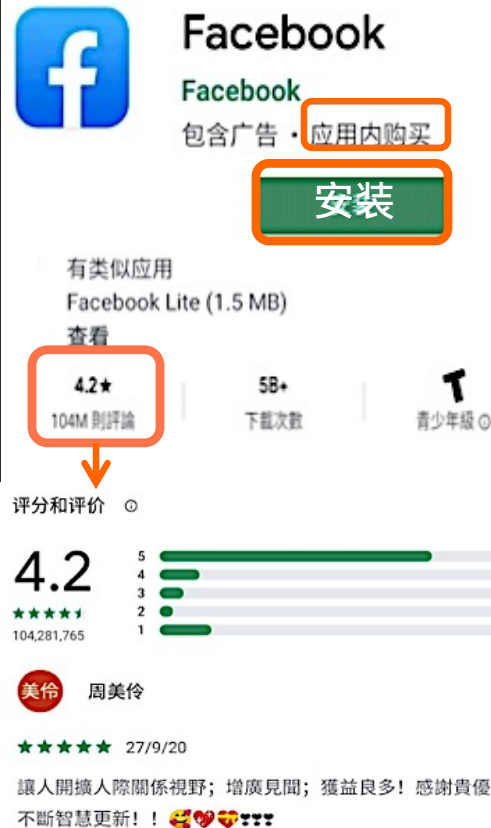 Facebook
Facebook
包含广告 · 应用内购买
安装
有类似应用
Facebook Lite (1.5 MB)
查看
4.2★
104M 則評論
5B+
下載次數
T
青少年級
评分和评价
4.2
5
4
3
2
1
104,281,765
美伶
周美伶
★★★★★ 27/9/20
讓人開擴人際關係視野；增廣見聞；獲益良多！感謝貴優
不斷智慧更新！！🥰💖💝❣❣❣